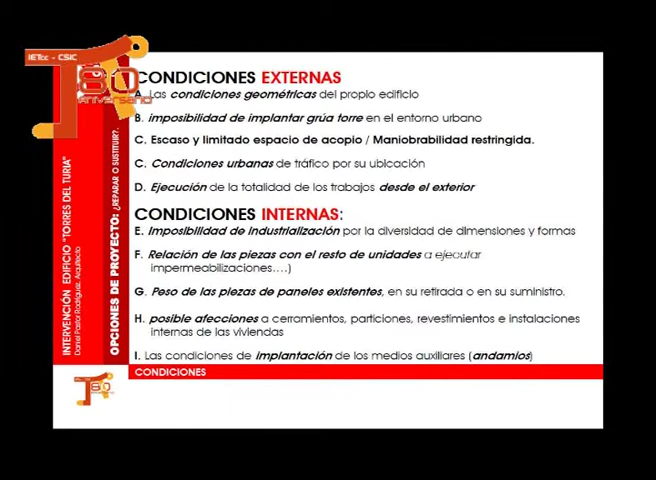 IETcc - CSIC
80
Aniversario
CONDICIONES EXTERNAS
A. Las condiciones geométricas del propio edificio
B. imposibilidad de implantar grúa torre en el entorno urbano
C. Escaso y limitado espacio de acopio / Maniobrabilidad restringida.
C. Condiciones urbanas de tráfico por su ubicación
D. Ejecución de la totalidad de los trabajos desde el exterior
CONDICIONES INTERNAS:
E. Imposibilidad de industrialización por la diversidad de dimensiones y formas
F. Relación de las piezas con el resto de unidades a ejecutar
impermeabilizaciones....)
G. Peso de las piezas de paneles existentes, en su retirada o en su suministro.
H. posible afecciones a cerramientos, particiones, revestimientos e instalaciones
internas de las viviendas
I. Las condiciones de implantación de los medios auxiliares (andamios)
CONDICIONES
INTERVENCIÓN EDIFICIO "TORRES DEL TURIA"
Daniel Pastor Rodríguez. Arquitecto
OPCIONES DE PROYECTO: ¿REPARAR O SUSTITUIR?.
80